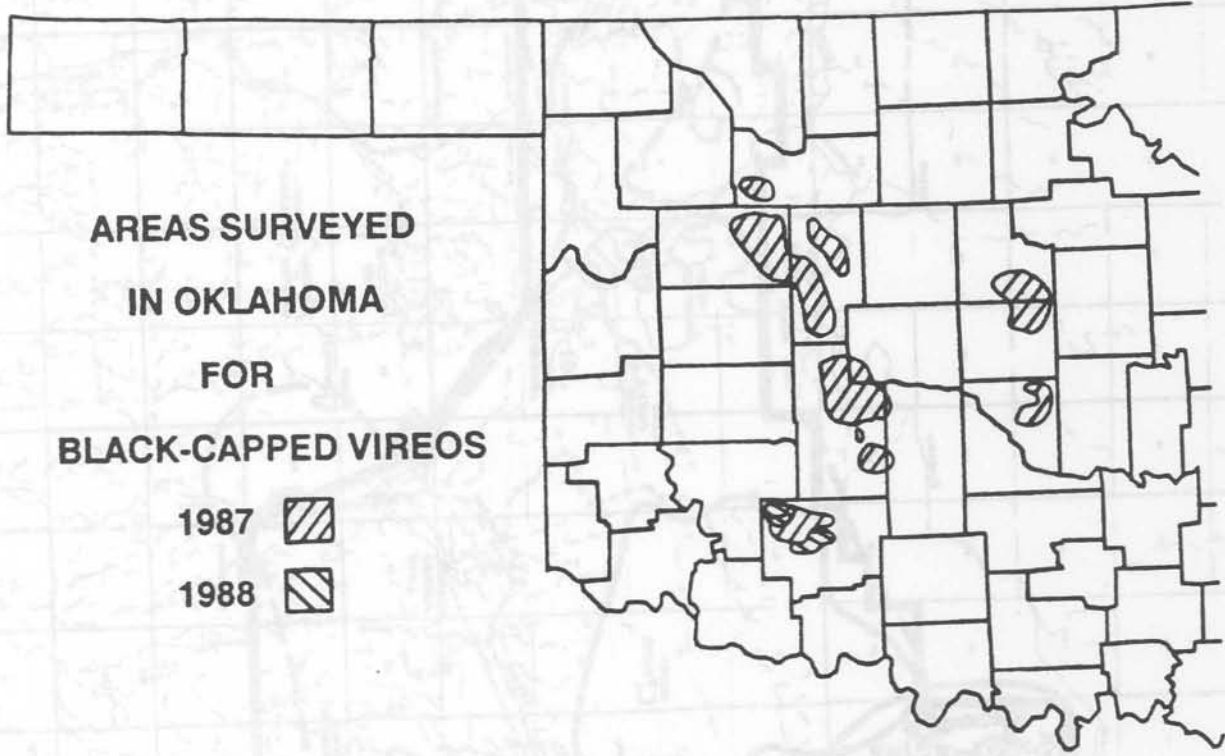 AREAS SURVEYED
IN OKLAHOMA
FOR
BLACK-CAPPED VIREOS
1987
1988